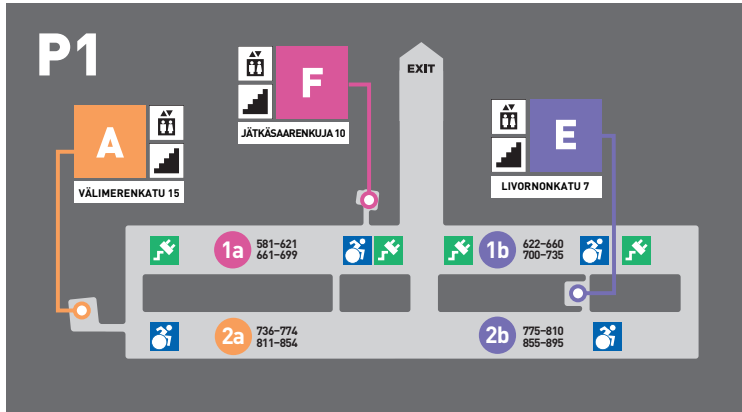 P1
F
EXIT
JÄTKÄSAARENKUJA 10
A
VÄLIMERENKATU 15
E
LIVORNONKATU 7
1a
581–621
661–699
1b
622–660
700–735
2a
736–774
811–854
2b
775–810
855–895